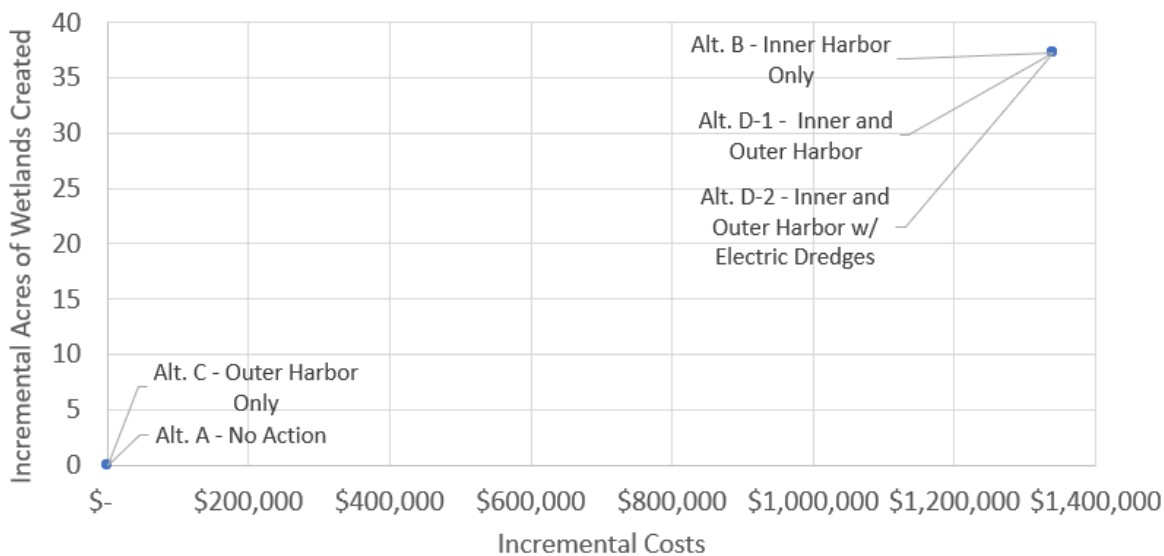 Incremental Acres of Wetlands Created
40
35
30
25
20
15
10
5
0
Alt. B - Inner Harbor
Only
Alt. D-1 - Inner and
Outer Harbor
Alt. D-2 - Inner and
Outer Harbor w/
Electric Dredges
Alt. C - Outer Harbor
Only
Alt. A - No Action
$- $200,000 $400,000 $600,000 $800,000 $1,000,000 $1,200,000 $1,400,000
Incremental Costs